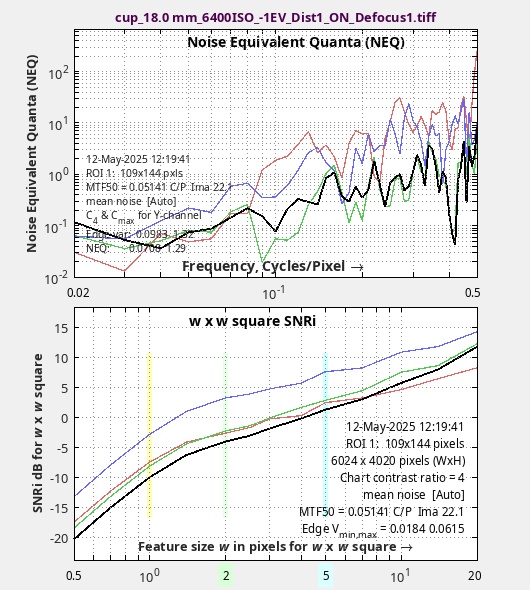 cup_18.0 mm_6400ISO_-1EV_Dist1_ON_Defocus1.tiff
Noise Equivalent Quanta (NEQ)
Noise Equivalent Quanta (NEQ)
10²
10¹
10⁰
10⁻¹
10⁻²
12-May-2025 12:19:41
ROI 1: 109x144 pxls
MTF50 = 0.05141 C/P Ima 22.1
mean noise [Auto]
C₄ & Cmax for Y-channel
Edge var: 0.0983 1.32
NEQ: 0.0708 1.29
Frequency, Cycles/Pixel →
0.02 10⁻¹ 0.5
w x w square SNRi
SNRi dB for w x w square
15
10
5
0
-5
-10
-15
-20
12-May-2025 12:19:41
ROI 1: 109x144 pixels
6024 x 4020 pixels (WxH)
Chart contrast ratio = 4
mean noise [Auto]
MTF50 = 0.05141 C/P Ima 22.1
Edge Vmin,max = 0.0184 0.0615
Feature size w in pixels for w x w square →
0.5 10⁰ 2 5 10¹ 20